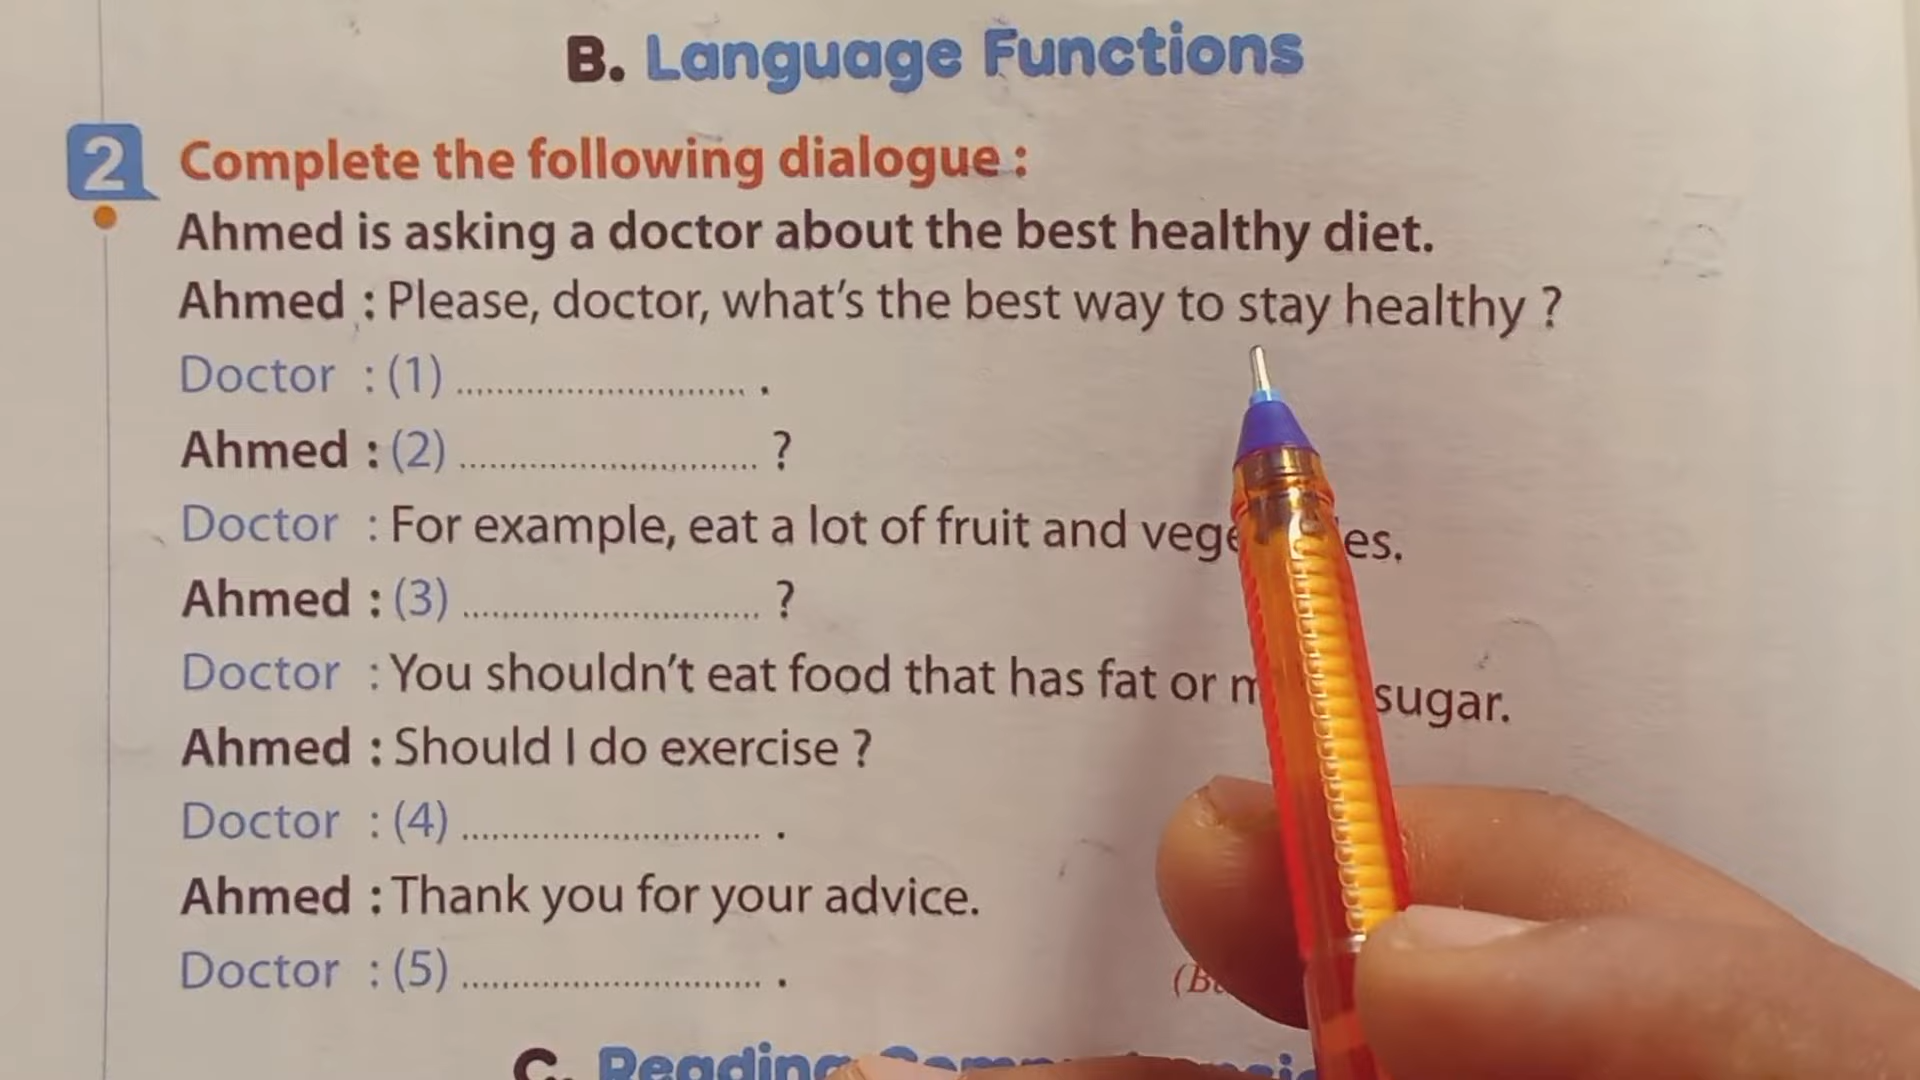 B. Language Functions
2 Complete the following dialogue :
Ahmed is asking a doctor about the best healthy diet.
Ahmed : Please, doctor, what's the best way to stay healthy ?
Doctor : (1) ............................ .
Ahmed : (2) ............................ ?
Doctor : For example, eat a lot of fruit and
Ahmed : (3) ............................ ?
Doctor : You shouldn't eat food that has fat or sugar.
Ahmed : Should I do exercise ?
Doctor : (4) ............................ .
Ahmed : Thank you for your advice.
Doctor : (5) ............................ .
C. Reading